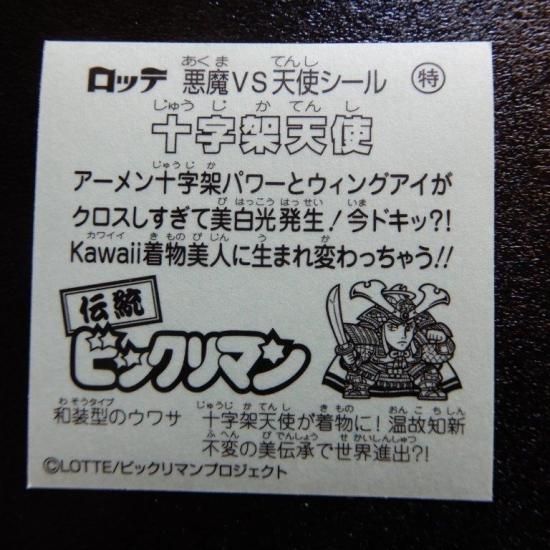 ロッテ 悪魔VS天使シール 特
十字架天使
アーメン十字架パワーとウィングアイが
クロスしすぎて美白光発生!今ドキッ?!
Kawaii着物美人に生まれ変わっちゃう!!
伝統
ビックリマン
和装型のウワサ 十字架天使が着物に!温故知新
不変の美伝承で世界進出?!
©LOTTE/ビックリマンプロジェクト